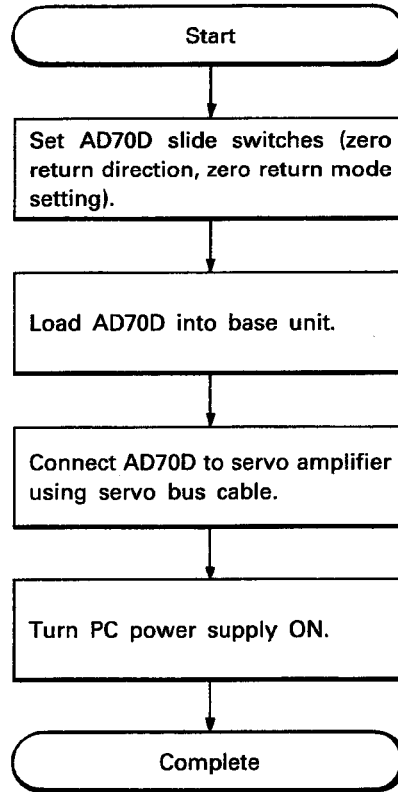 Start
Set AD70D slide switches (zero
return direction, zero return mode
setting).
Load AD70D into base unit.
Connect AD70D to servo amplifier
using servo bus cable.
Turn PC power supply ON.
Complete